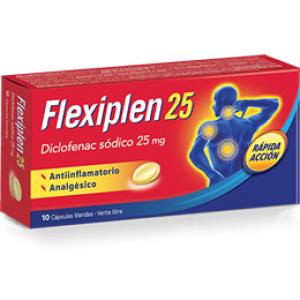 Flexiplen 25
Diclofenac sódico 25 mg
Antiinflamatorio
Analgésico
RÁPIDA
ACCIÓN
10 Cápsulas blandas - Venta libre